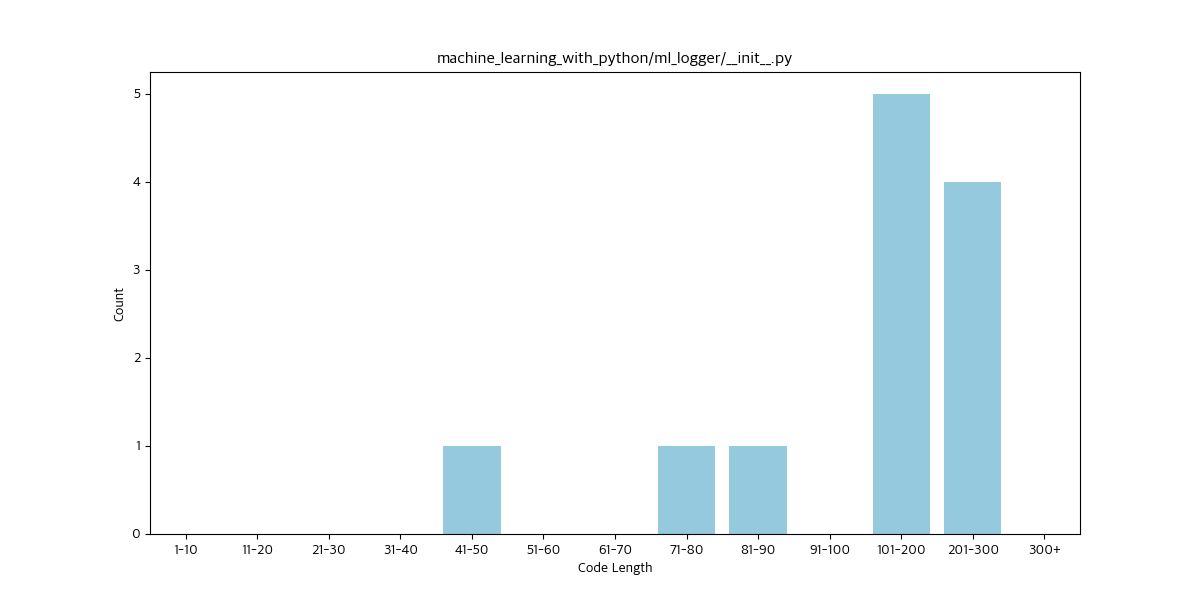 machine_learning_with_python/ml_logger/__init__.py
5
4
3
2
1
0
Count
1-10 11-20 21-30 31-40 41-50 51-60 61-70 71-80 81-90 91-100 101-200 201-300 300+
Code Length